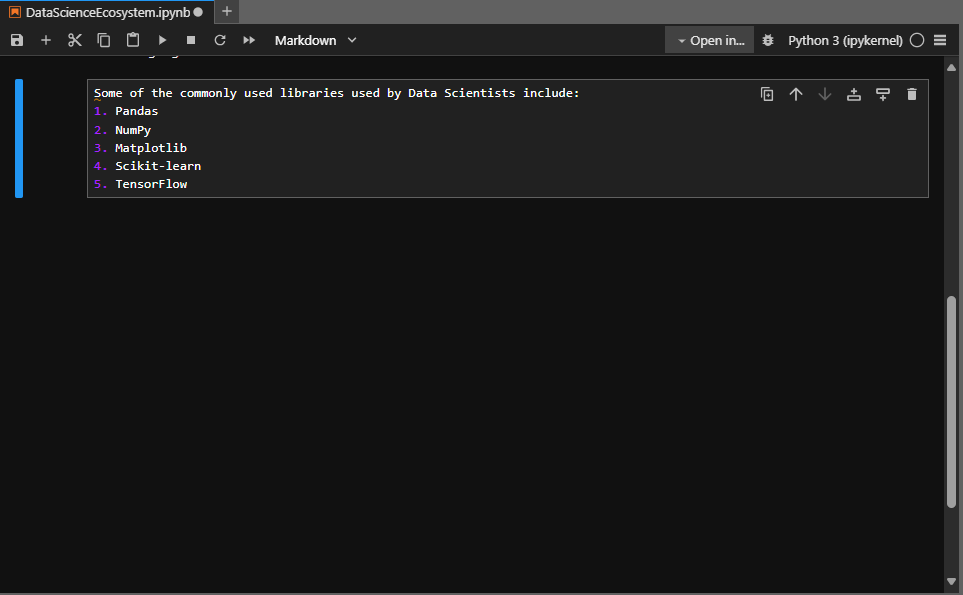 DataScienceEcosystem.ipynb
Markdown
Open in...
Python 3 (ipykernel)
Some of the commonly used libraries used by Data Scientists include:
1. Pandas
2. NumPy
3. Matplotlib
4. Scikit-learn
5. TensorFlow